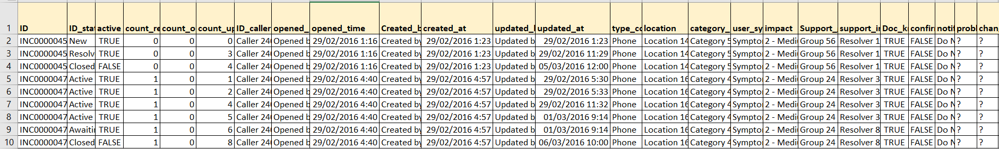 1 ID ID_stat active count_re count_o count_up ID_caller opened_ opened_time Created_b created_at updated_l updated_at type_co location category_ user_sy impact Support_ support_in Doc_k confir notif probl chan
2 INC0000045 New TRUE 0 0 0 Caller 240 Opened b 29/02/2016 1:16 Created by 29/02/2016 1:23 Updated b 29/02/2016 1:23 Phone Location 14 Category 5 Sympto 2 - Medi Group 56 Resolver 1 TRUE FALSE Do N ? ?
3 INC0000045 Resolv TRUE 0 0 3 Caller 240 Opened b 29/02/2016 1:16 Created by 29/02/2016 1:23 Updated b 29/02/2016 11:29 Phone Location 14 Category 5 Sympto 2 - Medi Group 56 Resolver 1 TRUE FALSE Do N ? ?
4 INC0000045 Closed FALSE 0 0 4 Caller 240 Opened b 29/02/2016 1:16 Created by 29/02/2016 1:23 Updated b 05/03/2016 12:00 Phone Location 14 Category 5 Sympto 2 - Medi Group 56 Resolver 1 TRUE FALSE Do N ? ?
5 INC0000047 Active TRUE 1 0 1 Caller 240 Opened b 29/02/2016 4:40 Created by 29/02/2016 4:57 Updated b 29/02/2016 5:30 Phone Location 16 Category 4 Sympto 2 - Medi Group 24 Resolver 3 TRUE FALSE Do N ? ?
6 INC0000047 Active TRUE 1 0 2 Caller 240 Opened b 29/02/2016 4:40 Created by 29/02/2016 4:57 Updated b 29/02/2016 5:33 Phone Location 16 Category 4 Sympto 2 - Medi Group 24 Resolver 3 TRUE FALSE Do N ? ?
7 INC0000047 Active TRUE 1 0 4 Caller 240 Opened b 29/02/2016 4:40 Created by 29/02/2016 4:57 Updated b 29/02/2016 11:32 Phone Location 16 Category 4 Sympto 2 - Medi Group 24 Resolver 3 TRUE FALSE Do N ? ?
8 INC0000047 Active TRUE 1 0 5 Caller 240 Opened b 29/02/2016 4:40 Created by 29/02/2016 4:57 Updated b 01/03/2016 9:14 Phone Location 16 Category 4 Sympto 2 - Medi Group 24 Resolver 3 TRUE FALSE Do N ? ?
9 INC0000047 Awaitin TRUE 1 0 6 Caller 240 Opened b 29/02/2016 4:40 Created by 29/02/2016 4:57 Updated b 01/03/2016 9:14 Phone Location 16 Category 4 Sympto 2 - Medi Group 24 Resolver 8 TRUE FALSE Do N ? ?
10 INC0000047 Closed FALSE 1 0 8 Caller 240 Opened b 29/02/2016 4:40 Created by 29/02/2016 4:57 Updated b 06/03/2016 10:00 Phone Location 16 Category 4 Sympto 2 - Medi Group 24 Resolver 8 TRUE FALSE Do N ? ?